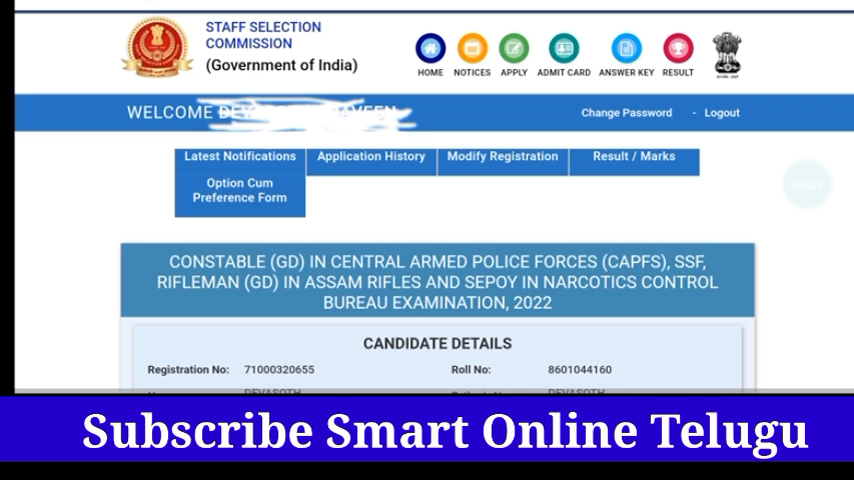 STAFF SELECTION
COMMISSION
(Government of India)
HOME NOTICES APPLY ADMIT CARD ANSWER KEY RESULT
WELCOME
Change Password - Logout
Latest Notifications Application History Modify Registration Result / Marks
Option Cum
Preference Form
CONSTABLE (GD) IN CENTRAL ARMED POLICE FORCES (CAPFS), SSF,
RIFLEMAN (GD) IN ASSAM RIFLES AND SEPOY IN NARCOTICS CONTROL
BUREAU EXAMINATION, 2022
CANDIDATE DETAILS
Registration No: 71000320655 Roll No: 8601044160
Subscribe Smart Online Telugu